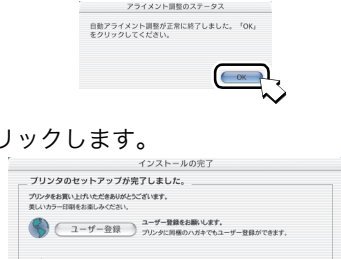 アライメント調整のステータス
自動アライメント調整が正常に終了しました。「OK」
をクリックしてください。
OK
リックします。
インストールの完了
プリンタのセットアップが完了しました。
プリンタをお買い上げいただきありがとうございます。
美しいカラー印刷をお楽しみください。
ユーザー登録をお願いします。
ユーザー登録
プリンタに同梱のハガキでもユーザー登録ができます。